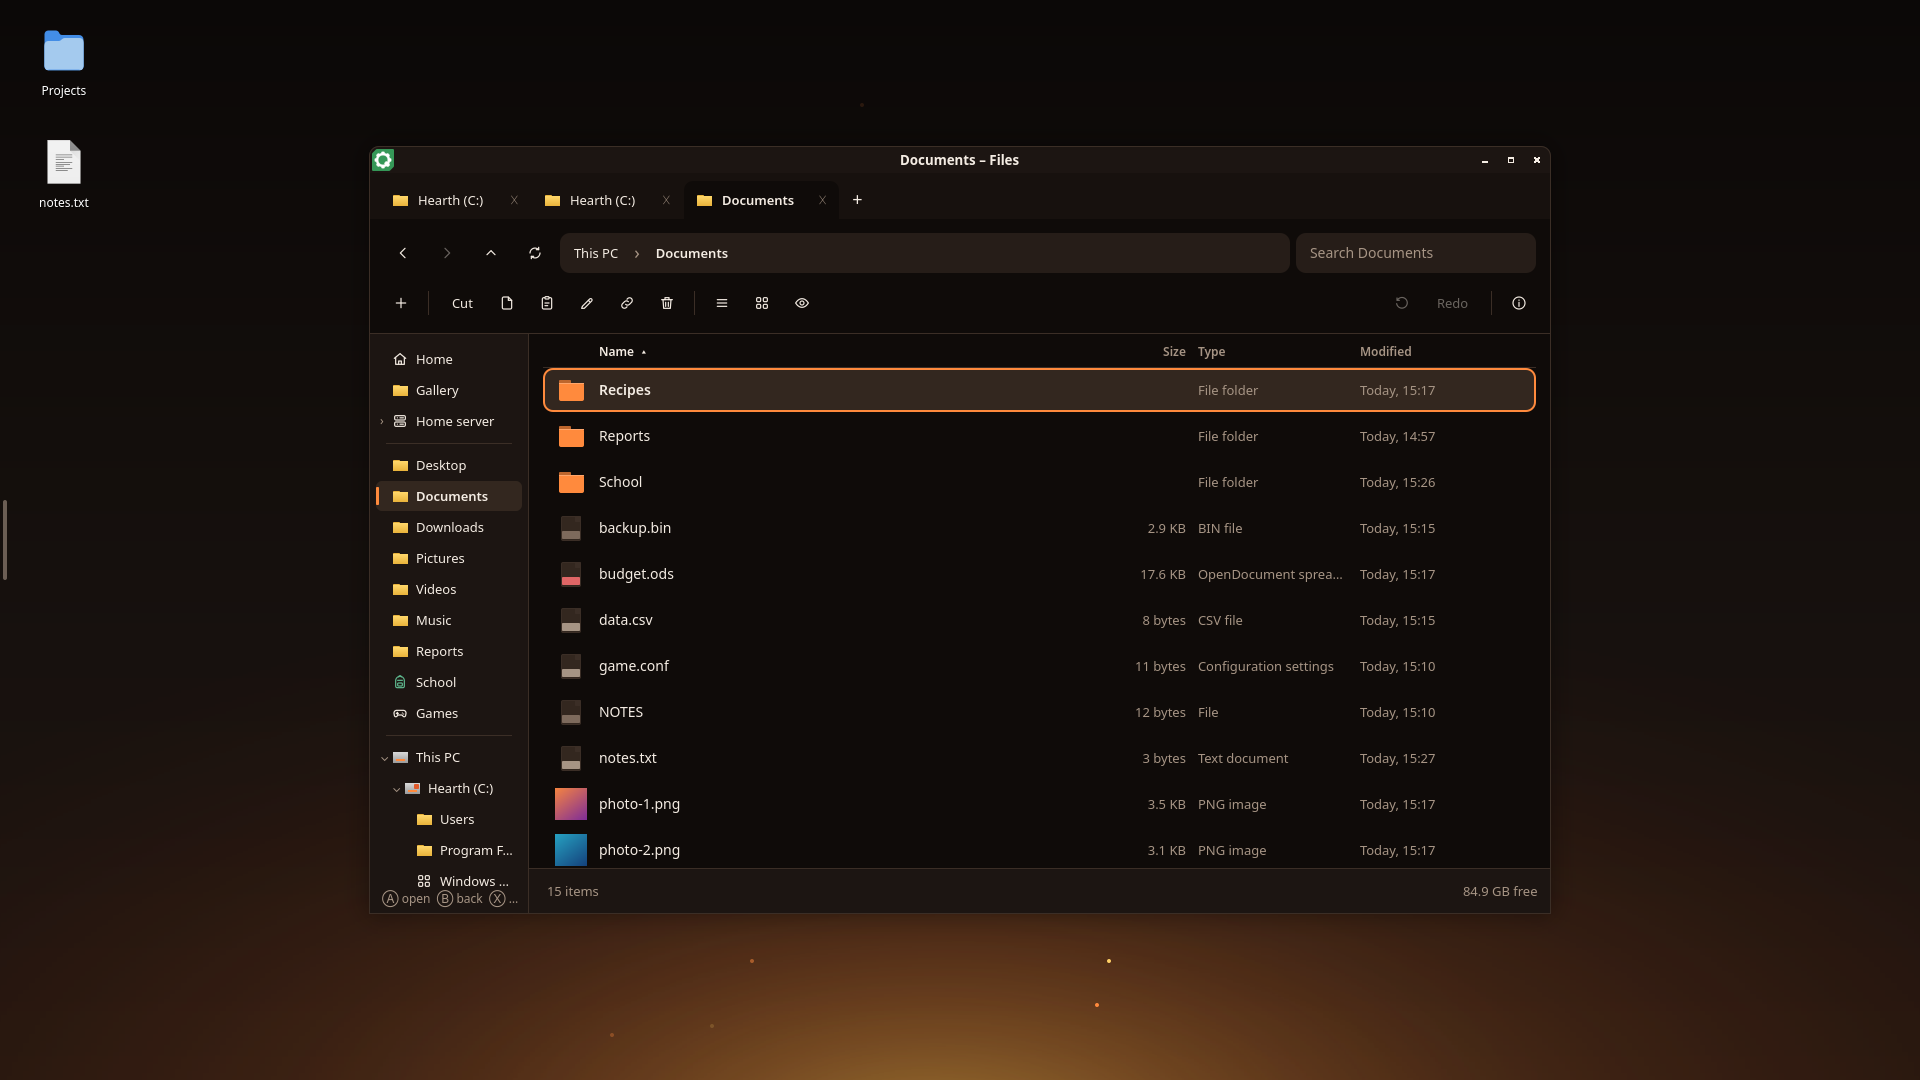 Projects
notes.txt
Documents – Files
Hearth (C:) X Hearth (C:) X Documents X +
This PC › Documents
Search Documents
Cut
Redo
Home
Gallery
Home server
Desktop
Documents
Downloads
Pictures
Videos
Music
Reports
School
Games
This PC
Hearth (C:)
Users
Program F...
Windows ...
A open B back X ...
Name Size Type Modified
Recipes File folder Today, 15:17
Reports File folder Today, 14:57
School File folder Today, 15:26
backup.bin 2.9 KB BIN file Today, 15:15
budget.ods 17.6 KB OpenDocument sprea... Today, 15:17
data.csv 8 bytes CSV file Today, 15:15
game.conf 11 bytes Configuration settings Today, 15:10
NOTES 12 bytes File Today, 15:10
notes.txt 3 bytes Text document Today, 15:27
photo-1.png 3.5 KB PNG image Today, 15:17
photo-2.png 3.1 KB PNG image Today, 15:17
15 items 84.9 GB free